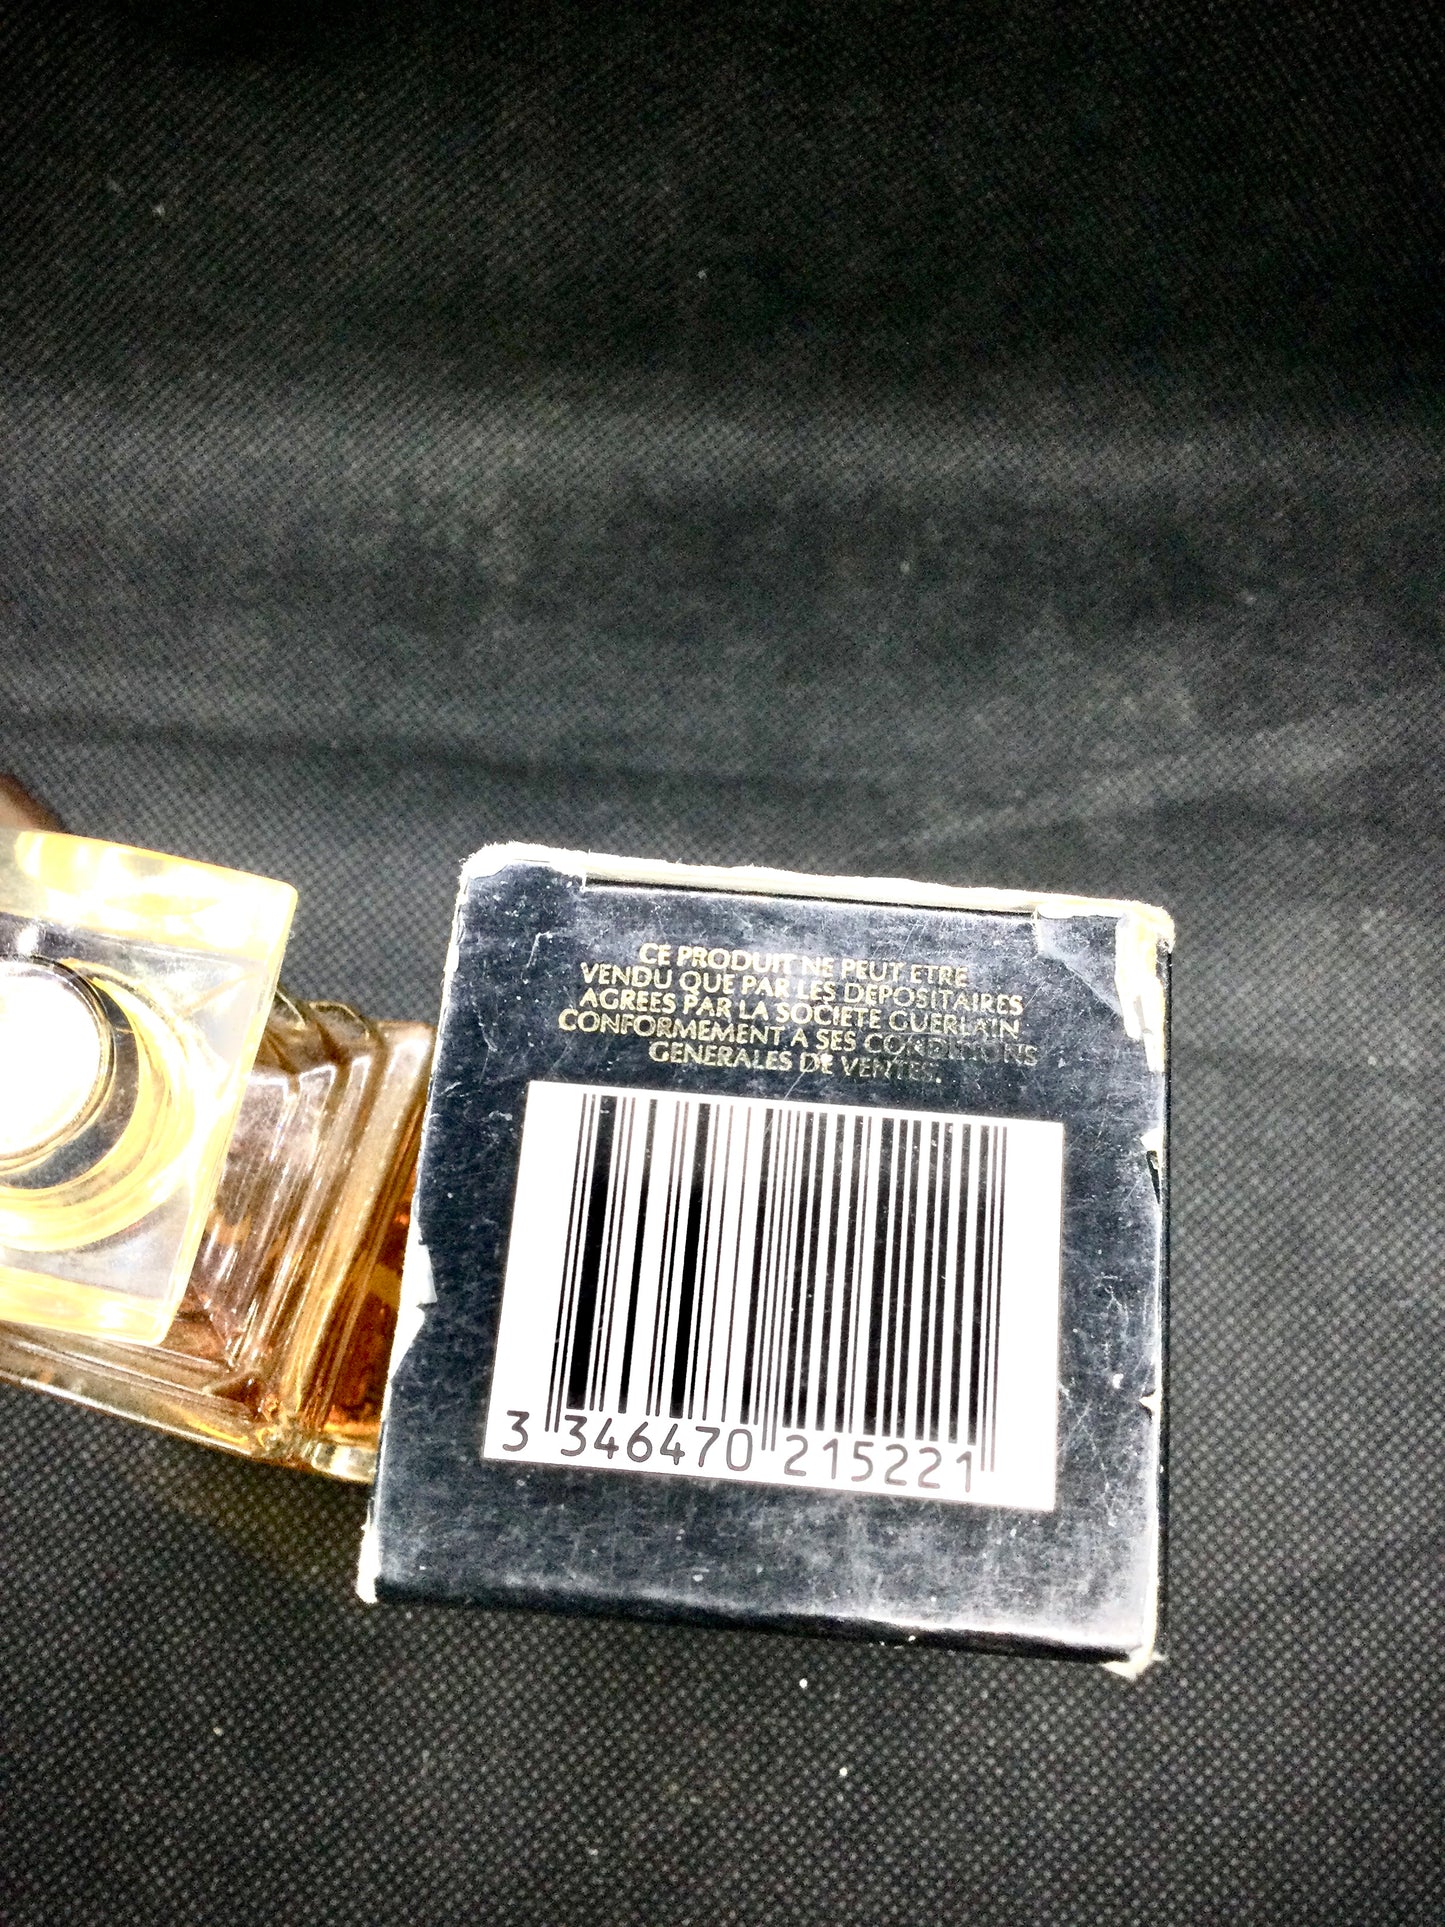 CE PRODUIT NE PEUT ETRE
VENDU QUE PAR LES DEPOSITAIRES
AGREES PAR LA SOCIETE GUERLAIN
CONFORMEMENT A SES CONDITIONS
GENERALES DE VENTES.
3 346470 215221